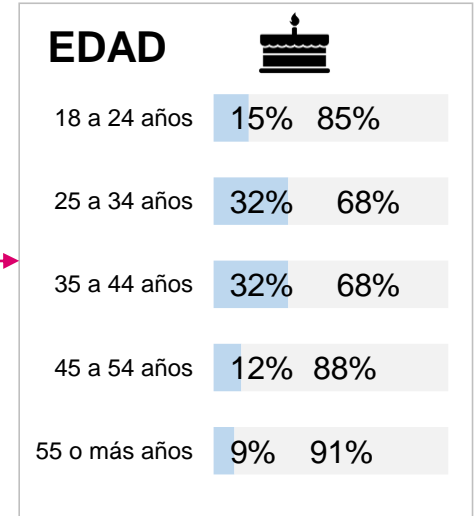 EDAD
18 a 24 años 15% 85%
25 a 34 años 32% 68%
35 a 44 años 32% 68%
45 a 54 años 12% 88%
55 o más años 9% 91%